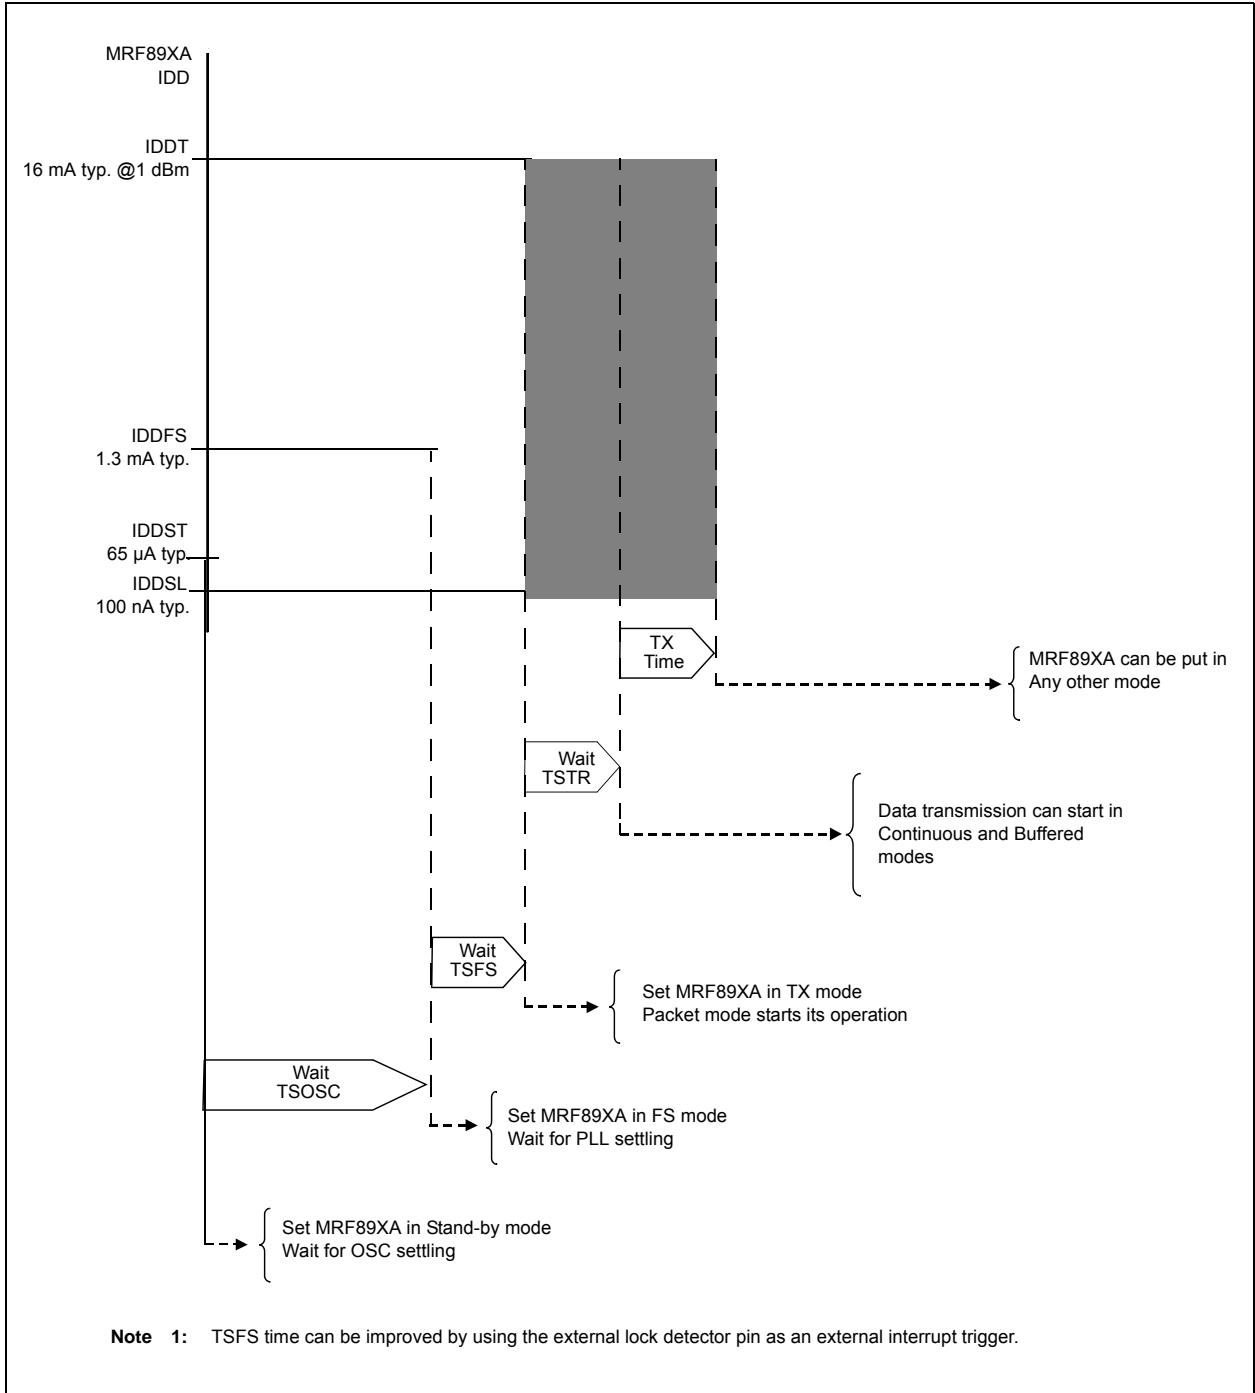 MRF89XA
IDD
IDDT
16 mA typ. @1 dBm
IDDFS
1.3 mA typ.
IDDST
65 µA typ.
IDDSL
100 nA typ.
TX
Time
MRF89XA can be put in
Any other mode
Wait
TSTR
Data transmission can start in
Continuous and Buffered
modes
Wait
TSFS
Set MRF89XA in TX mode
Packet mode starts its operation
Wait
TSOSC
Set MRF89XA in FS mode
Wait for PLL settling
Set MRF89XA in Stand-by mode
Wait for OSC settling
Note 1: TSFS time can be improved by using the external lock detector pin as an external interrupt trigger.